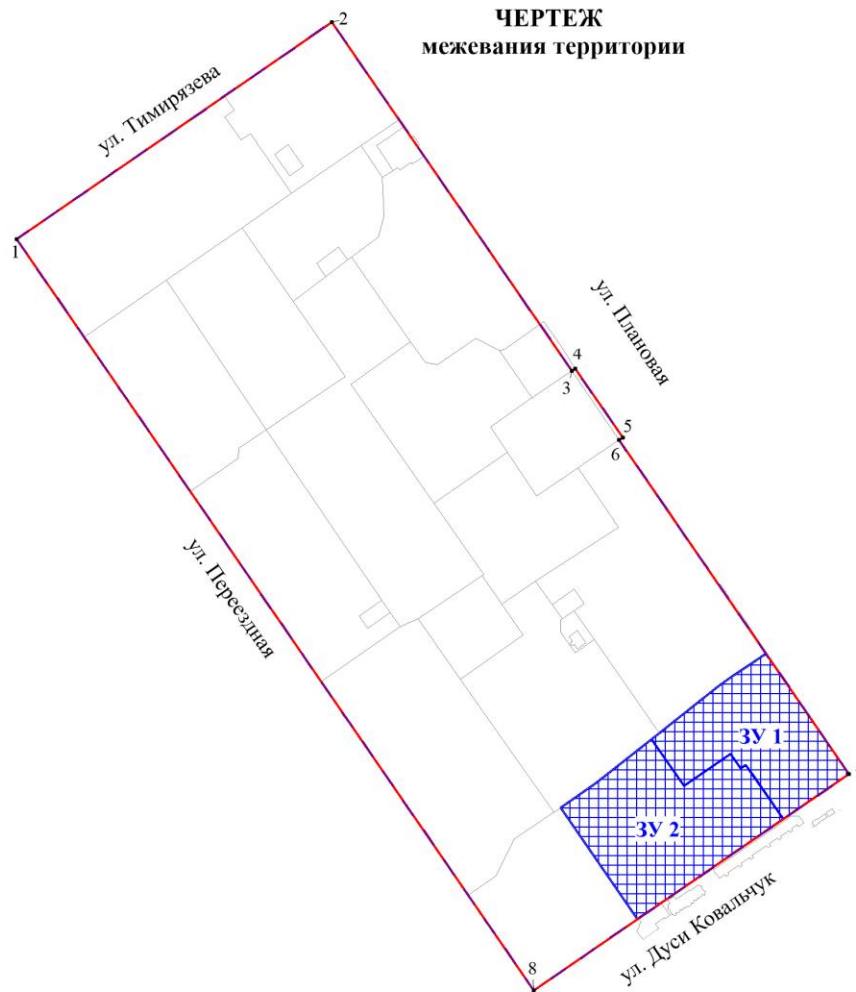 ЧЕРТЕЖ
межевания территории
2
ул. Тимирязева
1
ул. Плановая
4
3
5
6
ул. Переездная
ЗУ 1
ЗУ 2
ул. Дуси Ковальчук
8